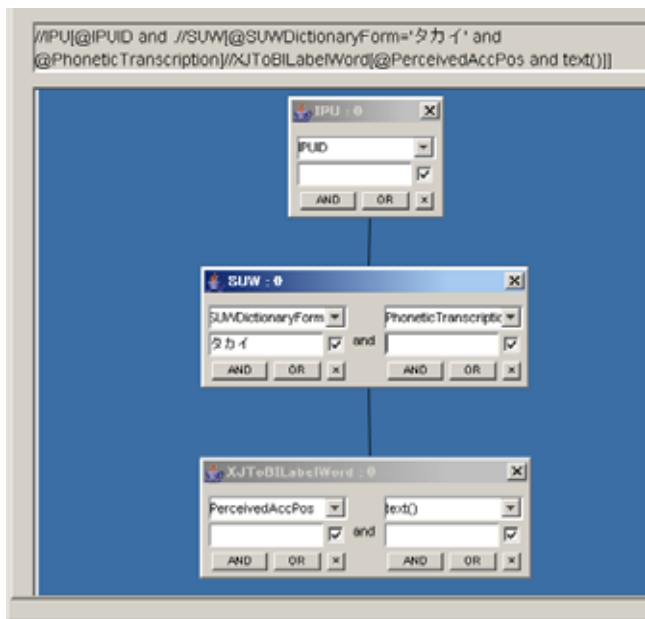 //IPU[@IPUID and .//SUW[@SUWDictionaryForm='タカイ' and
@PhoneticTranscription]//XJToBILabelWord[@PerceivedAccPos and text()]]
IPU : 0
IPUID
AND OR ×
SUW : 0
SUWDictionaryForm PhoneticTranscriptic
タカイ and
AND OR × AND OR ×
XJToBILabelWord : 0
PerceivedAccPos text()
and
AND OR × AND OR ×